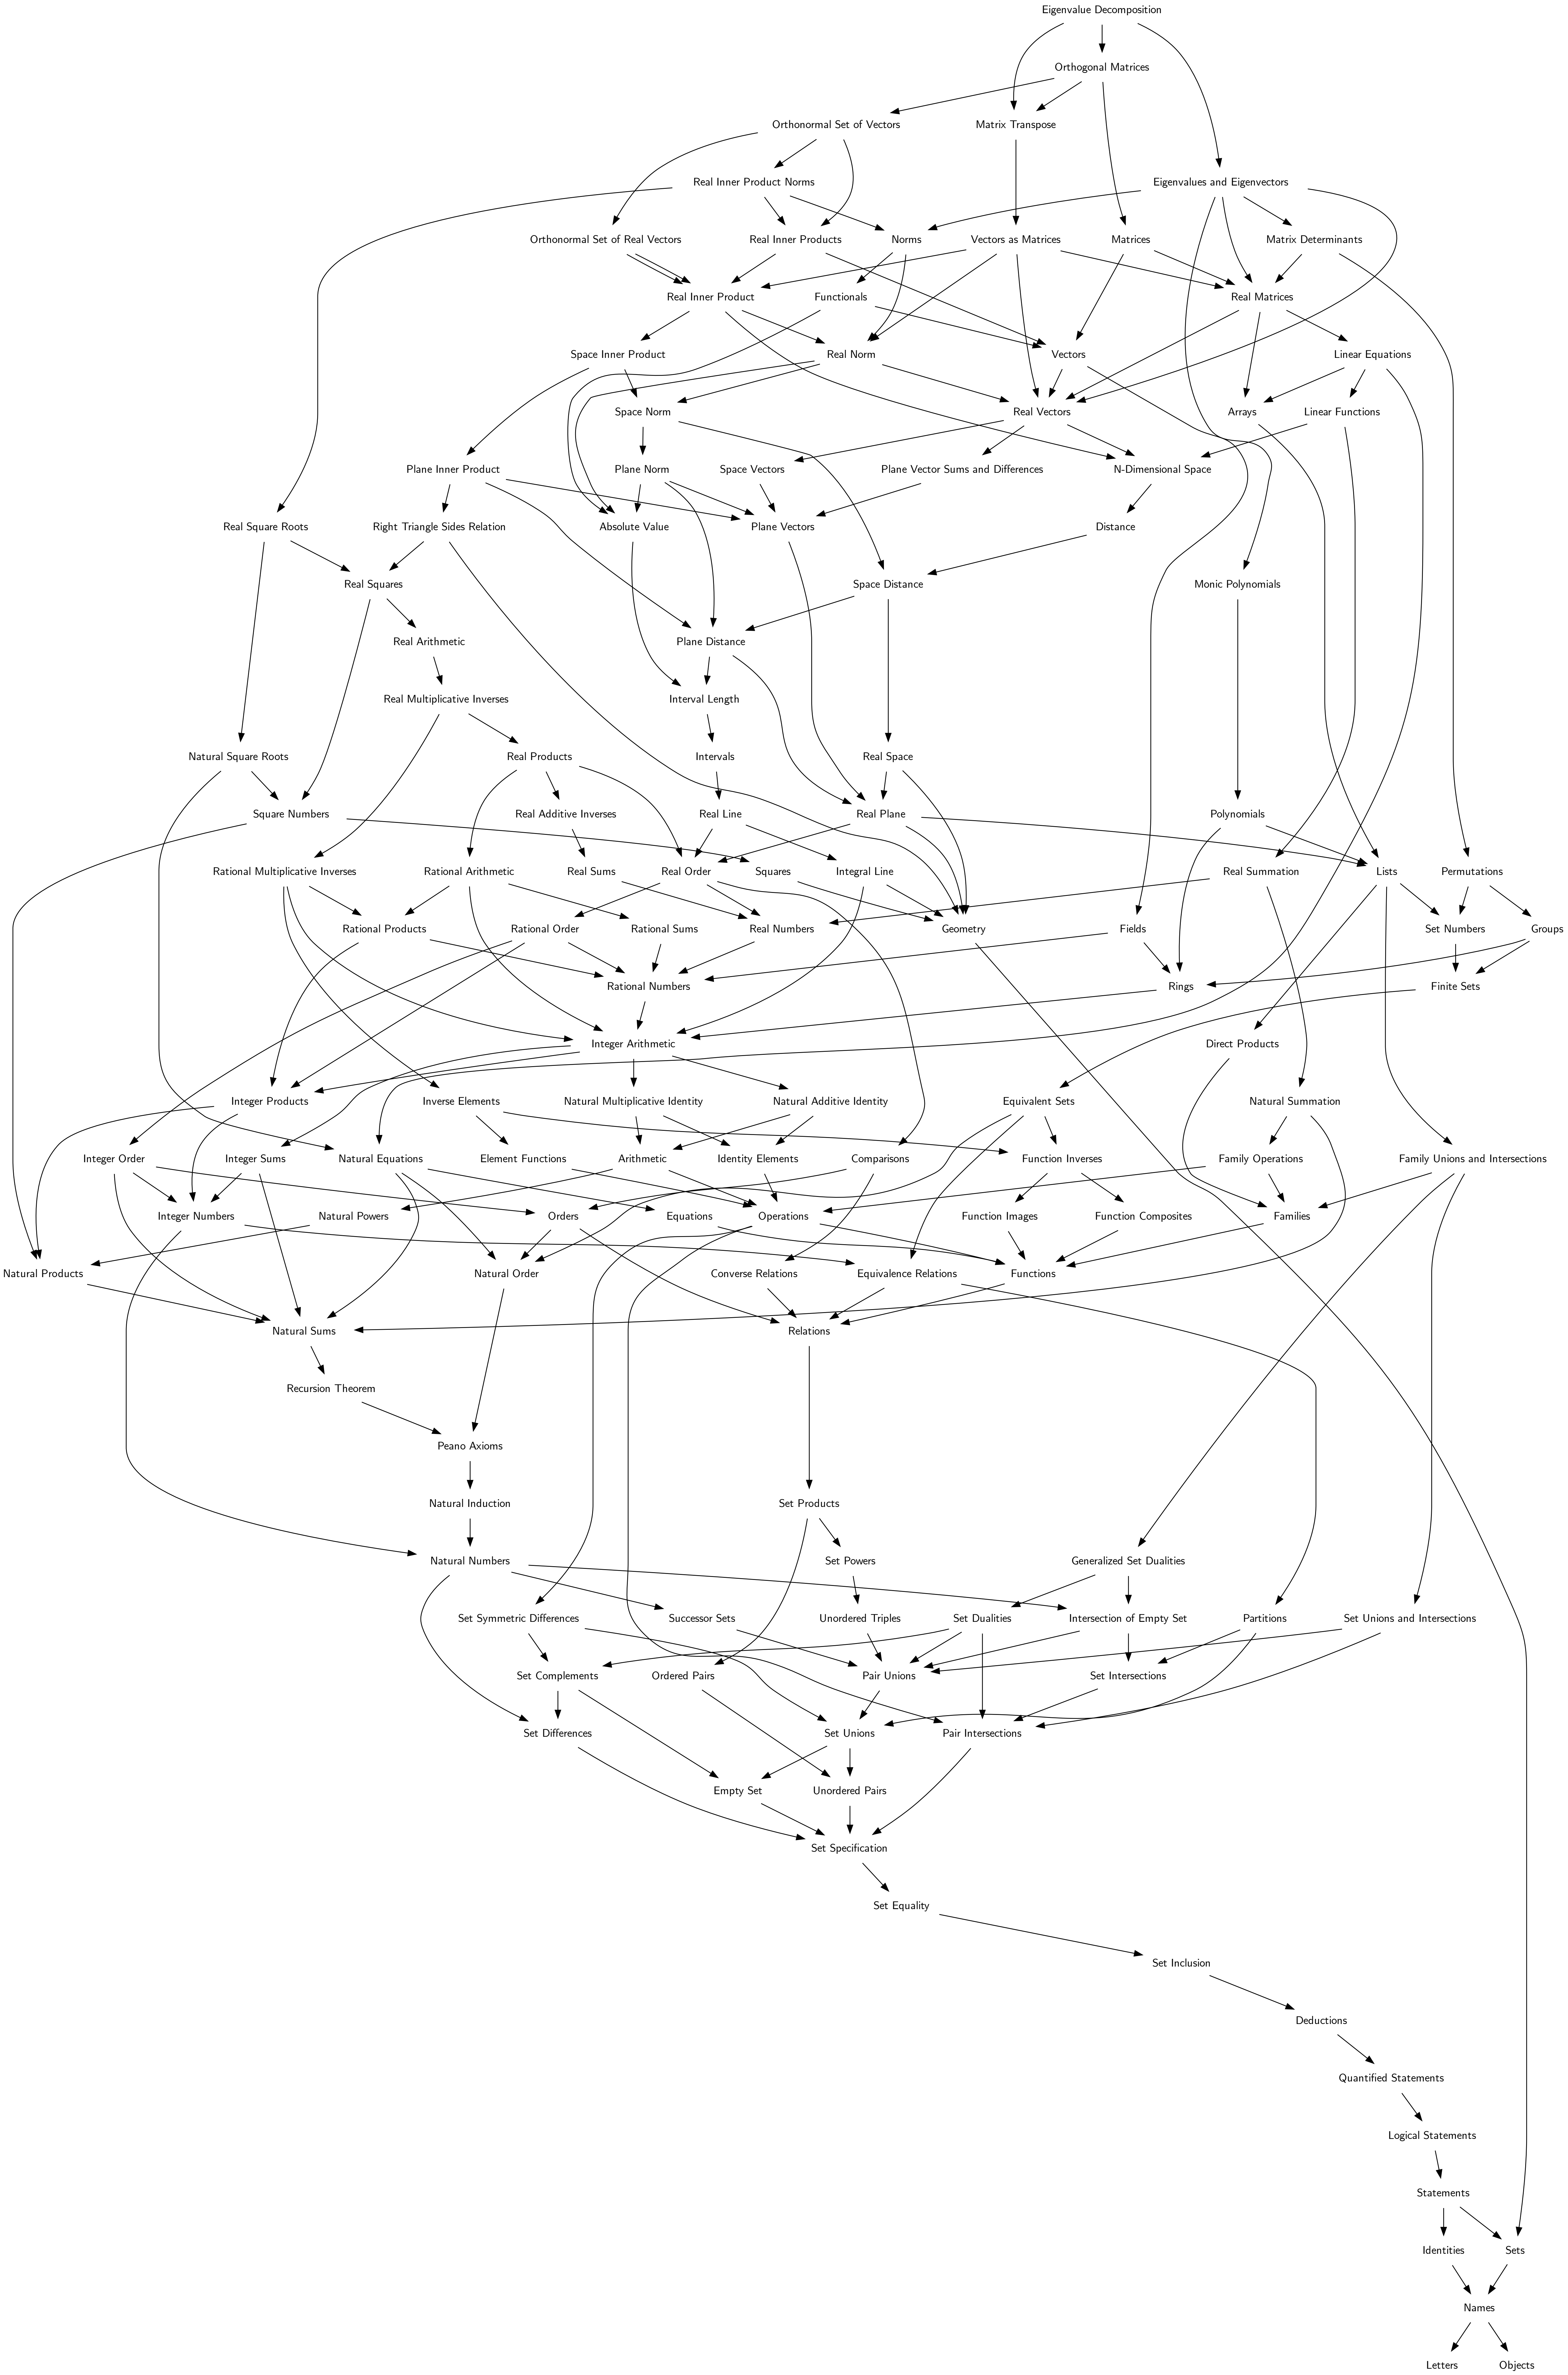 Eigenvalue Decomposition
Orthogonal Matrices
Orthonormal Set of Vectors
Matrix Transpose
Real Inner Product Norms
Eigenvalues and Eigenvectors
Orthonormal Set of Real Vectors
Real Inner Products
Norms
Vectors as Matrices
Matrices
Matrix Determinants
Real Inner Product
Functionals
Real Matrices
Space Inner Product
Real Norm
Vectors
Linear Equations
Space Norm
Real Vectors
Arrays
Linear Functions
Plane Inner Product
Plane Norm
Space Vectors
Plane Vector Sums and Differences
N-Dimensional Space
Real Square Roots
Right Triangle Sides Relation
Absolute Value
Plane Vectors
Distance
Real Squares
Space Distance
Monic Polynomials
Real Arithmetic
Plane Distance
Real Multiplicative Inverses
Interval Length
Natural Square Roots
Real Products
Intervals
Real Space
Square Numbers
Real Additive Inverses
Real Line
Real Plane
Polynomials
Rational Multiplicative Inverses
Rational Arithmetic
Real Sums
Real Order
Squares
Integral Line
Real Summation
Lists
Permutations
Rational Products
Rational Order
Rational Sums
Real Numbers
Geometry
Fields
Set Numbers
Groups
Rational Numbers
Rings
Finite Sets
Integer Arithmetic
Direct Products
Integer Products
Inverse Elements
Natural Multiplicative Identity
Natural Additive Identity
Equivalent Sets
Natural Summation
Integer Order
Integer Sums
Natural Equations
Element Functions
Arithmetic
Identity Elements
Comparisons
Function Inverses
Family Operations
Family Unions and Intersections
Integer Numbers
Natural Powers
Orders
Equations
Operations
Function Images
Function Composites
Families
Natural Products
Natural Order
Converse Relations
Equivalence Relations
Functions
Natural Sums
Relations
Recursion Theorem
Peano Axioms
Natural Induction
Set Products
Natural Numbers
Set Powers
Generalized Set Dualities
Set Symmetric Differences
Successor Sets
Unordered Triples
Set Dualities
Intersection of Empty Set
Partitions
Set Unions and Intersections
Set Complements
Ordered Pairs
Pair Unions
Set Intersections
Set Differences
Set Unions
Pair Intersections
Empty Set
Unordered Pairs
Set Specification
Set Equality
Set Inclusion
Deductions
Quantified Statements
Logical Statements
Statements
Identities
Sets
Names
Letters
Objects